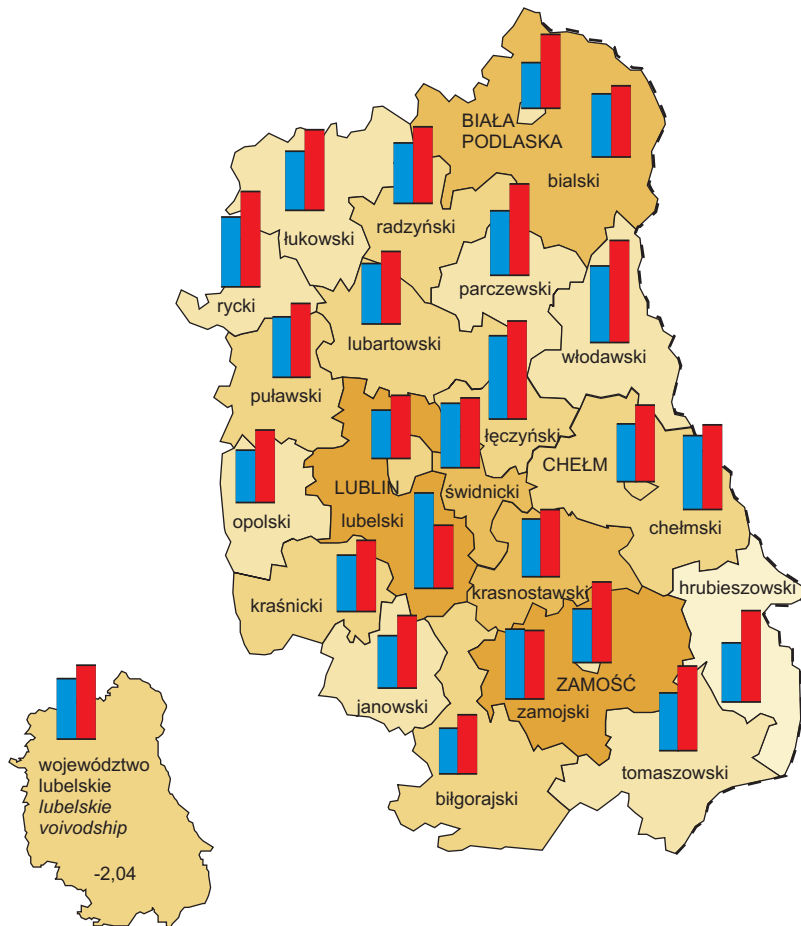 BIAŁA
PODLASKA
bialski
łukowski
radzyński
rycki
parczewski
lubartowski
włodawski
puławski
łęczyński
CHEŁM
LUBLIN
świdnicki
opolski
lubelski
chełmski
kraśnicki
krasnostawski
hrubieszowski
ZAMOŚĆ
janowski
zamojski
tomaszowski
biłgorajski
województwo
lubelskie
lubelskie
voivodship
-2,04